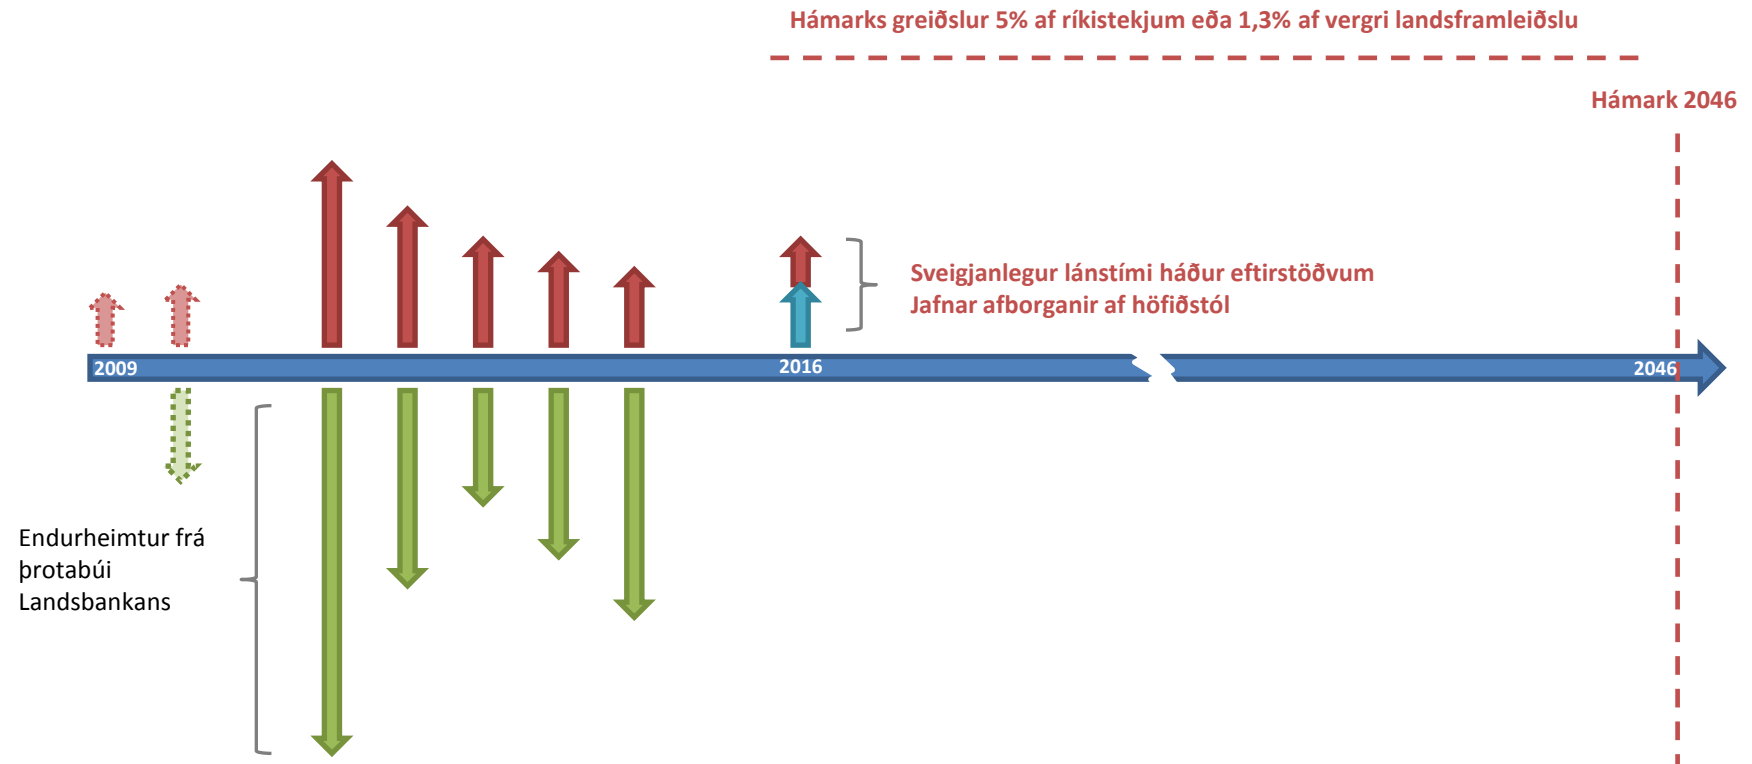 Hámarks greiðslur 5% af ríkistekjum eða 1,3% af vergri landsframleiðslu
Hámark 2046
Sveigjanlegur lánstími háður eftirstöðvum
Jafnar afborganir af höfiðstól
2009
2016
2046
Endurheimtur frá
þrotabúi
Landsbankans